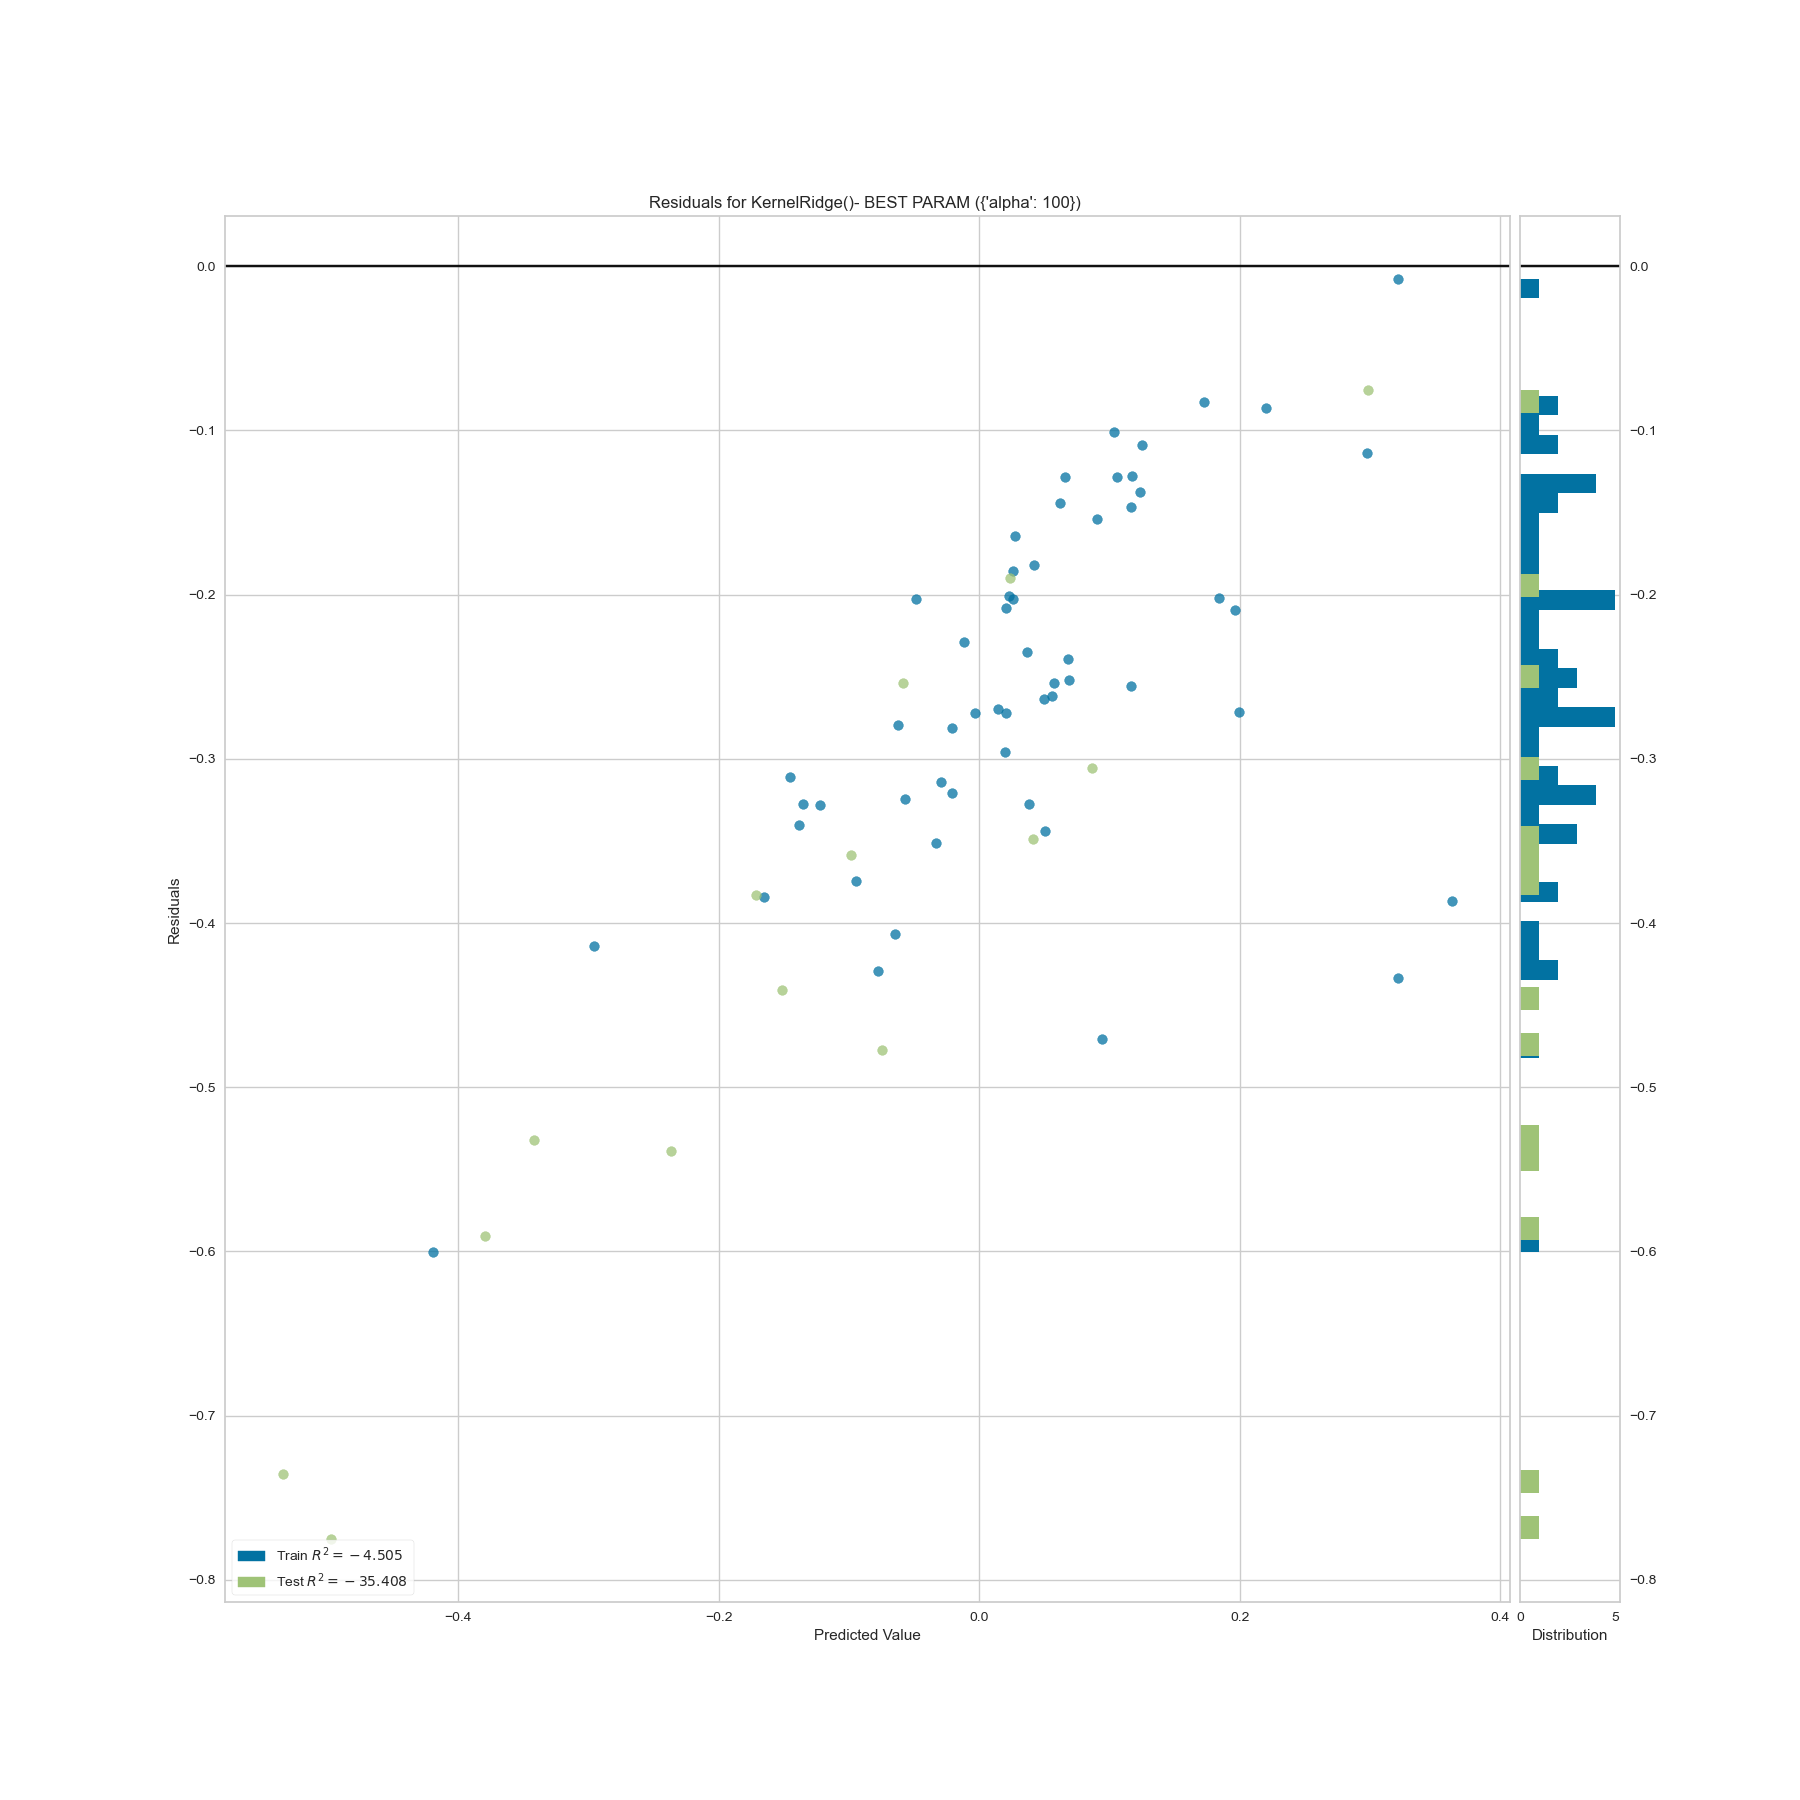 Residuals for KernelRidge()- BEST PARAM ({'alpha': 100})
Residuals
0.0
−0.1
−0.2
−0.3
−0.4
−0.5
−0.6
−0.7
−0.8
0.0
−0.1
−0.2
−0.3
−0.4
−0.5
−0.6
−0.7
−0.8
Train R² = −4.505
Test R² = −35.408
−0.4 −0.2 0.0 0.2 0.4
Predicted Value
0 5
Distribution